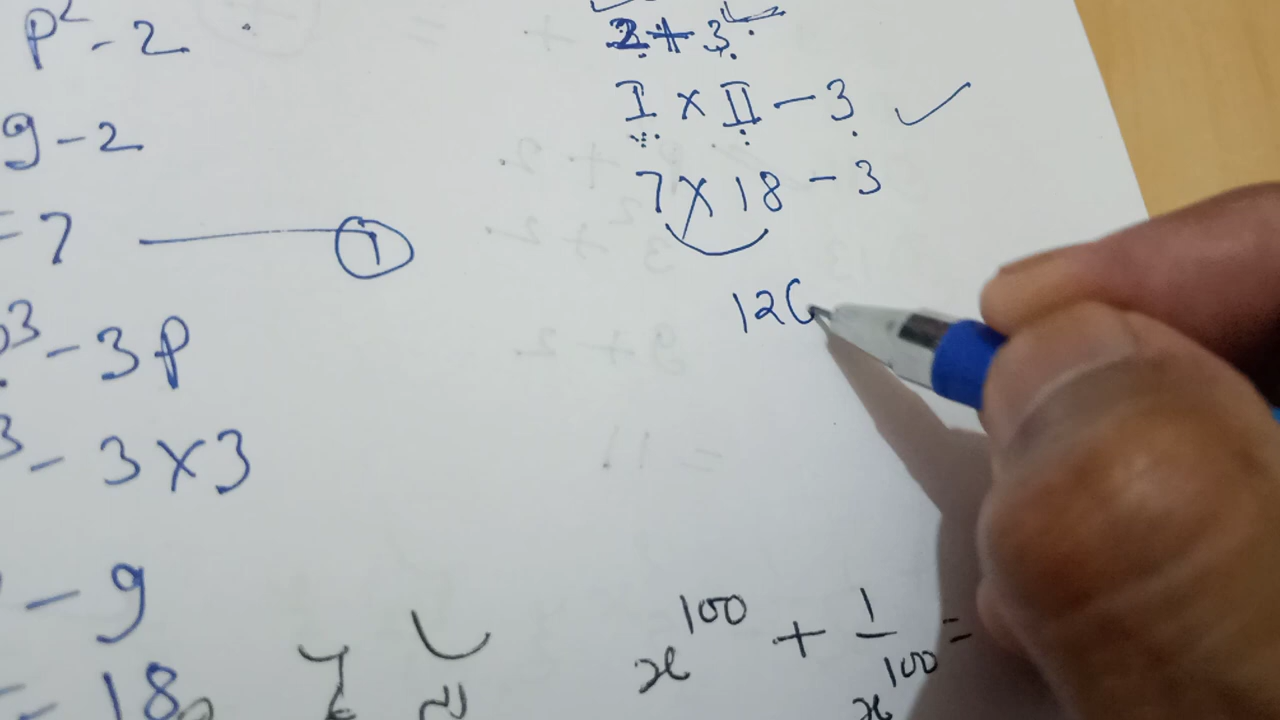 p² - 2
9 - 2
= 7 ——— 1
p³ - 3p
3 - 3×3
- 9
= 18
2 + 3
I × II - 3 ✓
7 × 18 - 3
126
x¹⁰⁰ + 1/x¹⁰⁰ =